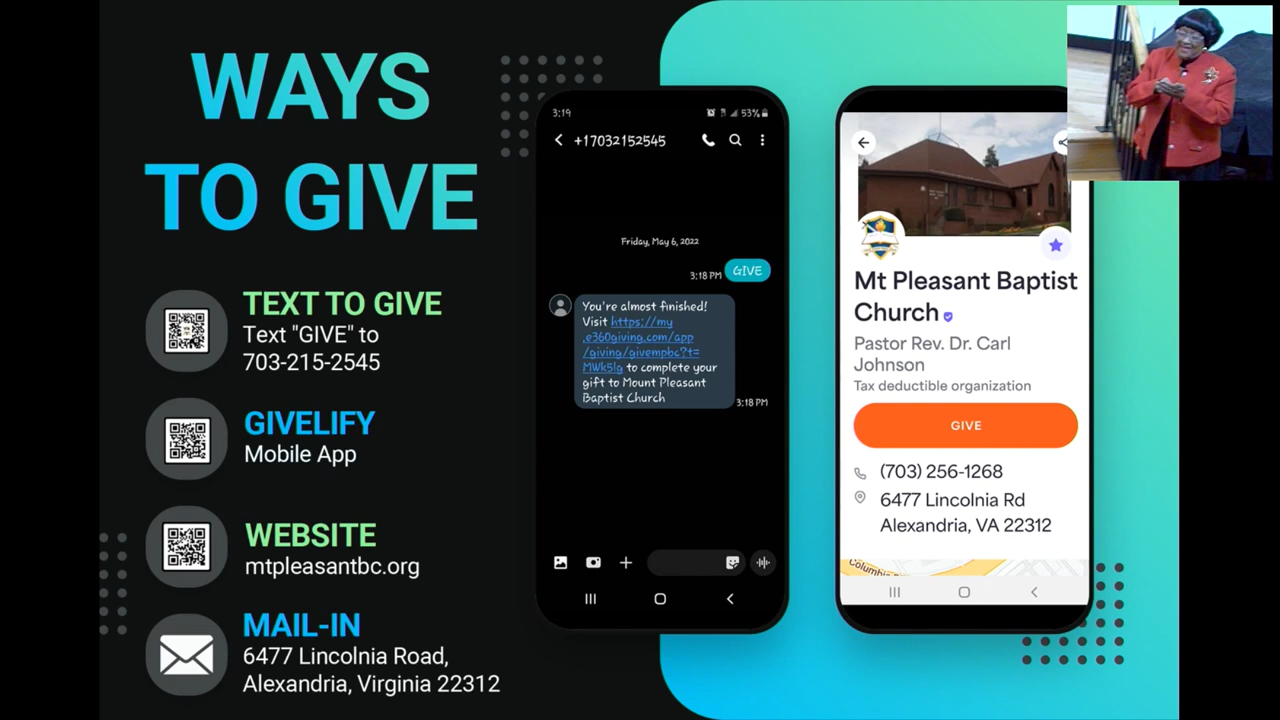 WAYS
TO GIVE
TEXT TO GIVE
Text "GIVE" to
703-215-2545
GIVELIFY
Mobile App
WEBSITE
mtpleasantbc.org
MAIL-IN
6477 Lincolnia Road,
Alexandria, Virginia 22312
3:19
53%
+17032152545
Friday, May 6, 2022
3:18 PM
GIVE
You're almost finished!
Visit https://my
.e360giving.com/app
/giving/givempbc?t=
MWk5lg to complete your
gift to Mount Pleasant
Baptist Church
3:18 PM
Mt Pleasant Baptist
Church
Pastor Rev. Dr. Carl
Johnson
Tax deductible organization
GIVE
(703) 256-1268
6477 Lincolnia Rd
Alexandria, VA 22312